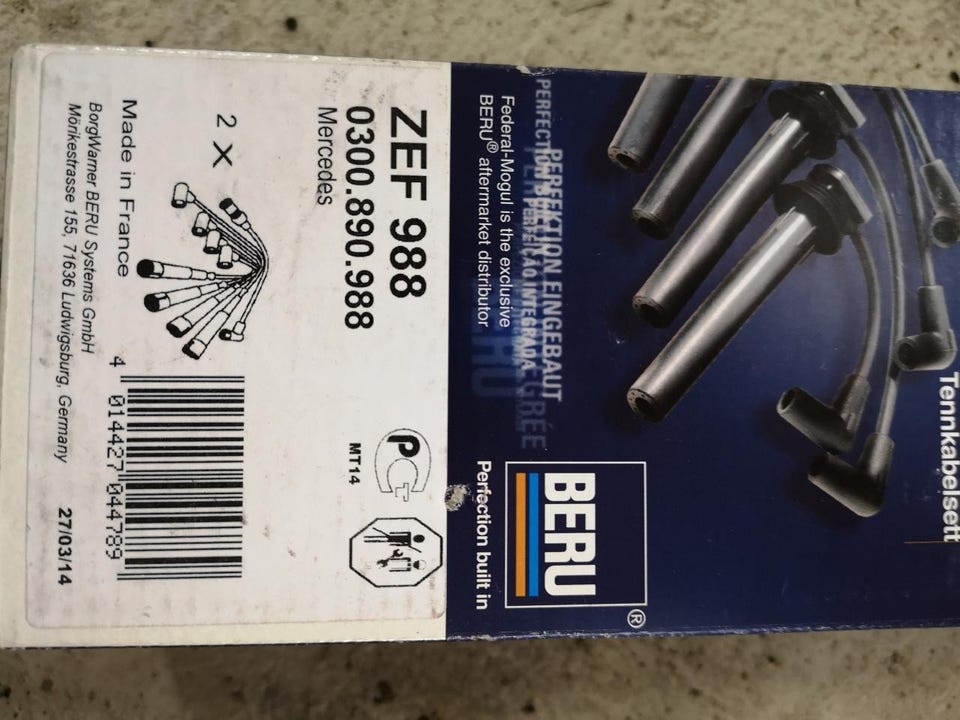 ZEF 988
0300.890.988
Mercedes
2 X
Made in France
BorgWarner BERU Systems GmbH
Mörikestrasse 155, 71636 Ludwigsburg, Germany
27/03/14
4 014427 044789
MT14
PERFEKTION EINGEBAUT
Federal-Mogul is the exclusive
BERU® aftermarket distributor
BERU®
Perfection built in
Tennkabelsett